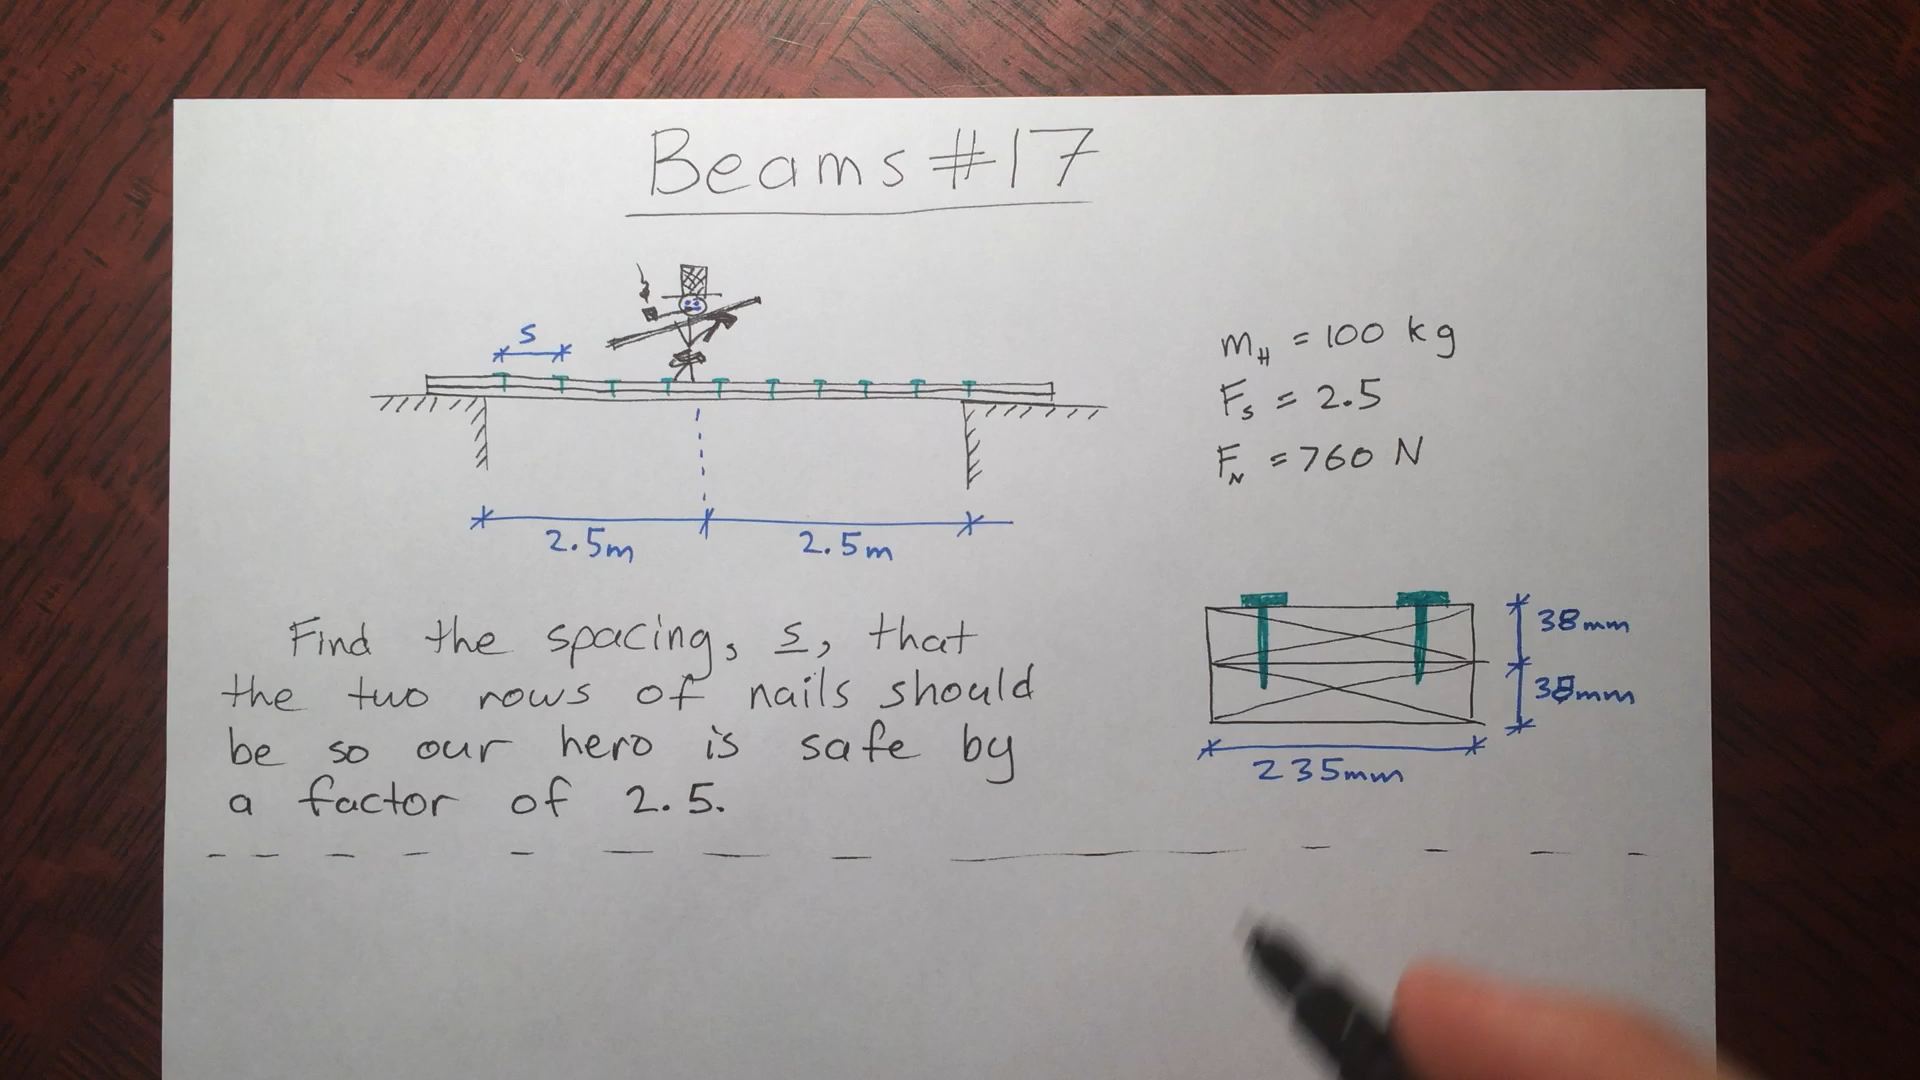 Beams #17
s
m_H = 100 kg
F_s = 2.5
F_N = 760 N
2.5m
2.5m
Find the spacing, s, that
the two rows of nails should
be so our hero is safe by
a factor of 2.5.
38mm
38mm
235mm